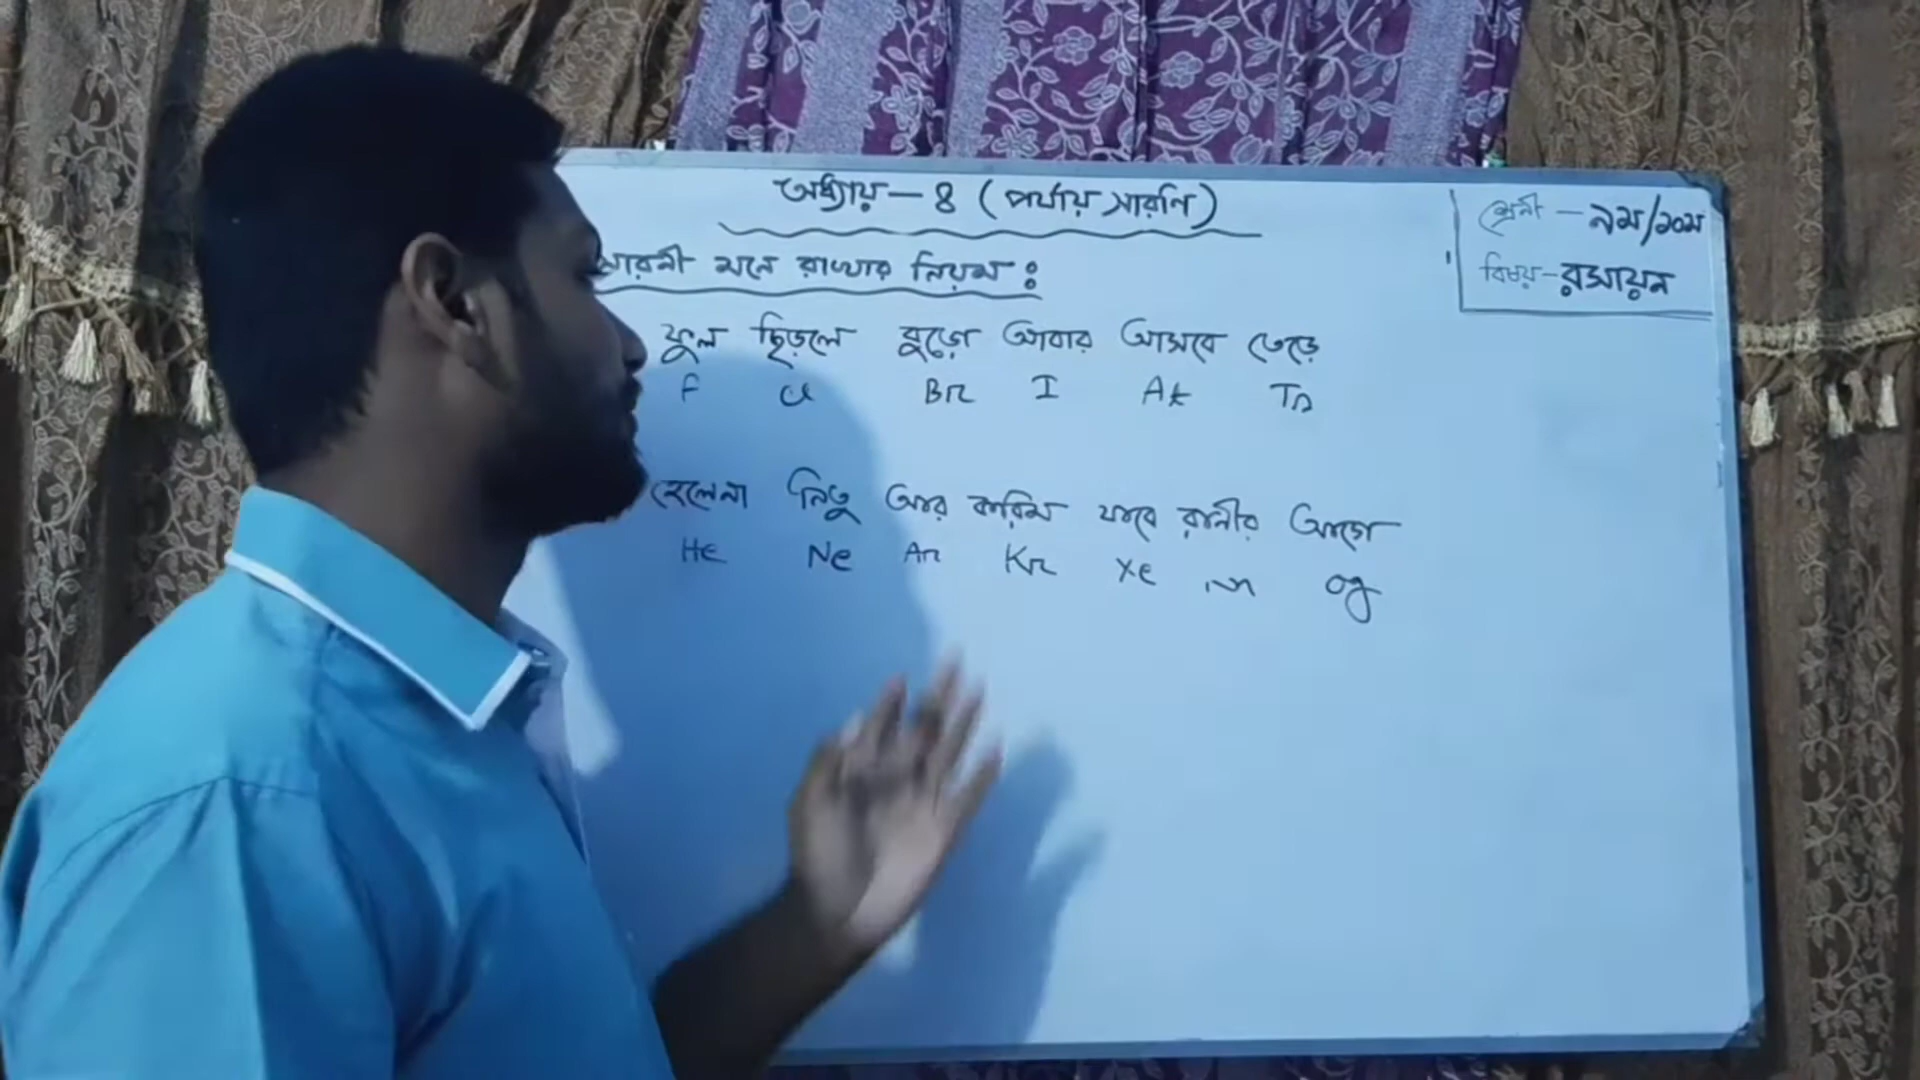 অধ্যায় – ৪ (পর্যায় সারণি)
শ্রেনী – ৯ম/১০ম
বিষয় – রসায়ন
সারনী মনে রাখার নিয়ম :
ফুল ছিড়লে বুড়ো আবার আসবে তেড়ে
F Cl Br I At Ts
হেলেনা নিতু আর করিম যাবে রানীর আগে
He Ne Ar Kr Xe Og